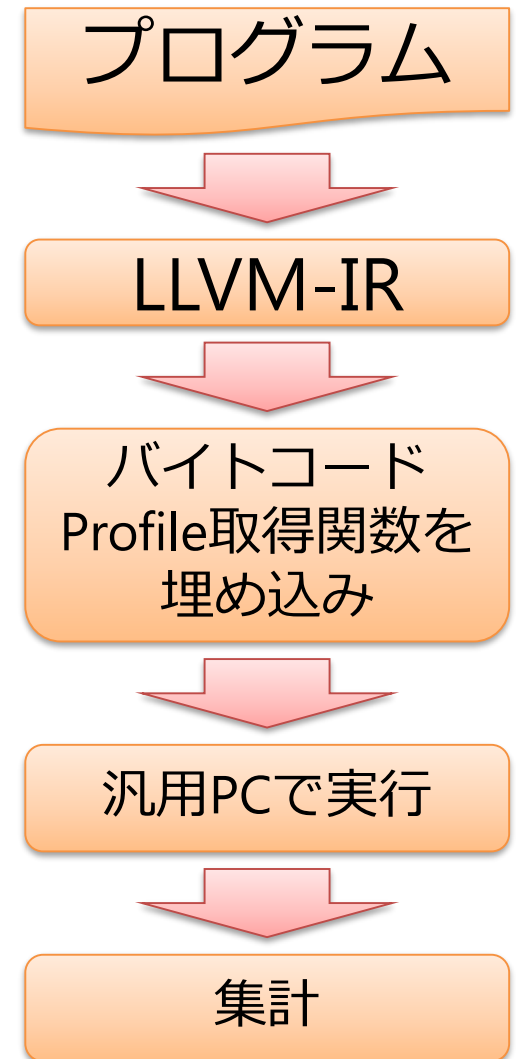 プログラム
LLVM-IR
バイトコード
Profile取得関数を
埋め込み
汎用PCで実行
集計